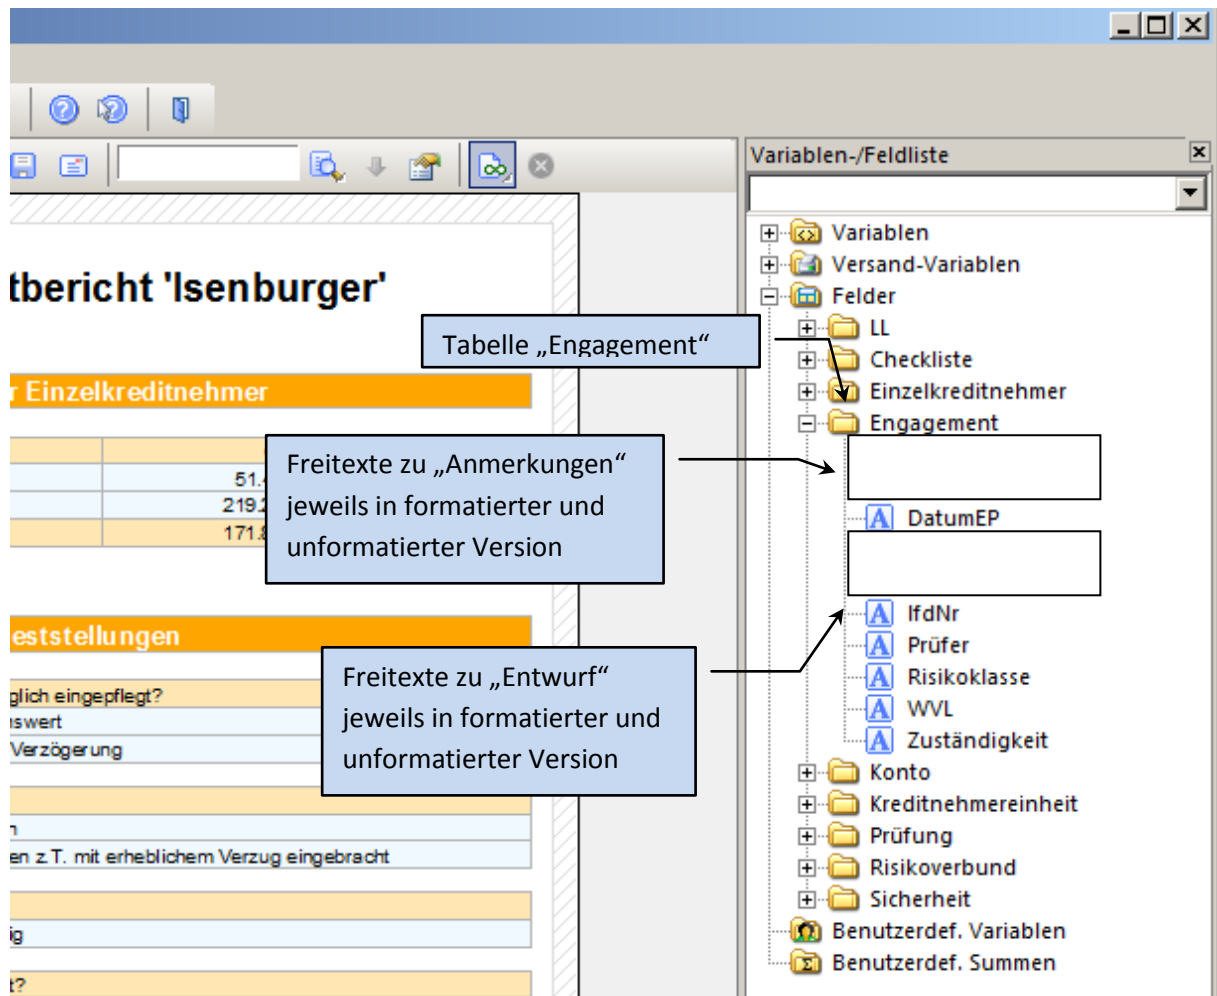 Variablen-/Feldliste
Variablen
Versand-Variablen
Felder
LL
Checkliste
Einzelkreditnehmer
Engagement
DatumEP
lfdNr
Prüfer
Risikoklasse
WVL
Zuständigkeit
Konto
Kreditnehmereinheit
Prüfung
Risikoverbund
Sicherheit
Benutzerdef. Variablen
Benutzerdef. Summen
tbericht 'Isenburger'
Tabelle „Engagement“
r Einzelkreditnehmer
Freitexte zu „Anmerkungen“
jeweils in formatierter und
unformatierter Version
51.
219.2
171.8
eststellungen
Freitexte zu „Entwurf“
jeweils in formatierter und
unformatierter Version
glich eingepflegt?
swert
Verzögerung
n
en z.T. mit erheblichem Verzug eingebracht
ig
t?